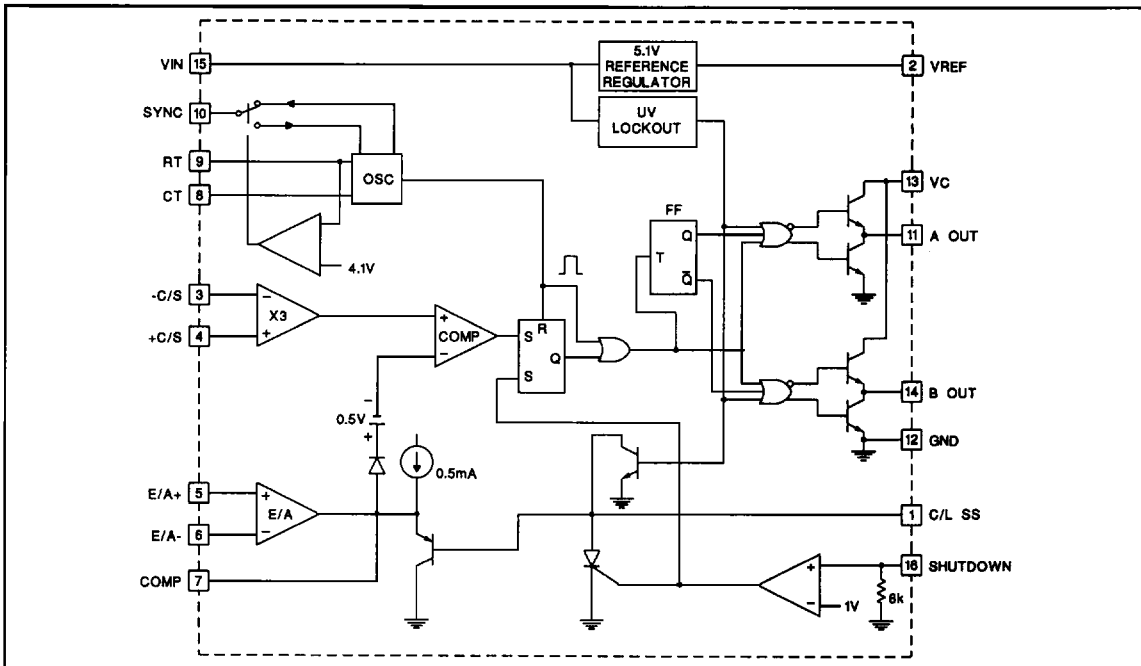 VIN 15
5.1V
REFERENCE
REGULATOR
2 VREF
SYNC 10
UV
LOCKOUT
RT 9
OSC
CT 8
13 VC
FF
Q
T
Q̅
11 A OUT
4.1V
-C/S 3
−
X3
+
+C/S 4
+
COMP
−
R
S
Q
S
−
0.5V
+
14 B OUT
12 GND
0.5mA
E/A+ 5
+
E/A
−
E/A- 6
1 C/L SS
COMP 7
16 SHUTDOWN
+
−
1V
6k